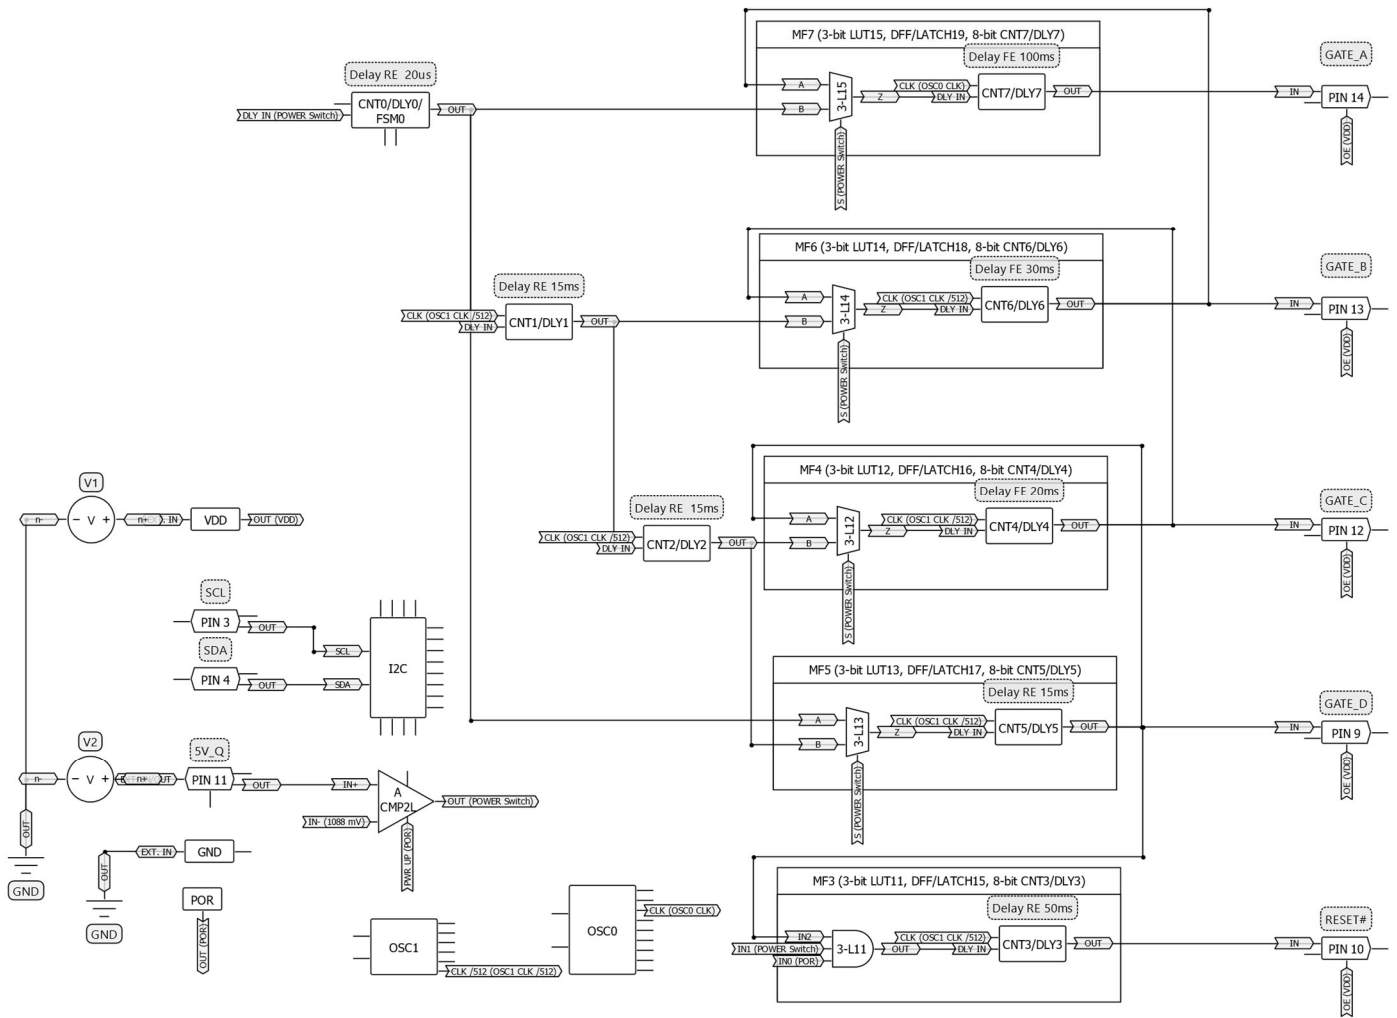 MF7 (3-bit LUT15, DFF/LATCH19, 8-bit CNT7/DLY7)
Delay FE 100ms
GATE_A
Delay RE 20us
CNT0/DLY0/
FSM0
DLY IN (POWER Switch)
OUT
A
B
3-L15
Z
CLK (OSC0 CLK)
DLY IN
CNT7/DLY7
OUT
IN
PIN 14
OE (VDD)
S (POWER Switch)
MF6 (3-bit LUT14, DFF/LATCH18, 8-bit CNT6/DLY6)
Delay FE 30ms
GATE_B
Delay RE 15ms
CLK (OSC1 CLK /512)
DLY IN
CNT1/DLY1
OUT
A
B
3-L14
Z
CLK (OSC1 CLK /512)
DLY IN
CNT6/DLY6
OUT
IN
PIN 13
OE (VDD)
S (POWER Switch)
MF4 (3-bit LUT12, DFF/LATCH16, 8-bit CNT4/DLY4)
Delay FE 20ms
GATE_C
Delay RE 15ms
CLK (OSC1 CLK /512)
DLY IN
CNT2/DLY2
OUT
A
B
3-L12
Z
CLK (OSC1 CLK /512)
DLY IN
CNT4/DLY4
OUT
IN
PIN 12
OE (VDD)
S (POWER Switch)
V1
n-
- V +
n+
. IN
VDD
OUT (VDD)
SCL
PIN 3
OUT
SCL
SDA
PIN 4
OUT
SDA
I2C
MF5 (3-bit LUT13, DFF/LATCH17, 8-bit CNT5/DLY5)
Delay RE 15ms
GATE_D
A
B
3-L13
Z
CLK (OSC1 CLK /512)
DLY IN
CNT5/DLY5
OUT
IN
PIN 9
OE (VDD)
S (POWER Switch)
V2
n-
- V +
n+
5V_Q
PIN 11
OUT
IN+
IN- (1088 mV)
A
CMP2L
OUT (POWER Switch)
PWR UP (POR)
OUT
GND
EXT. IN
GND
OUT
GND
POR
OUT (POR)
OSC1
CLK /512 (OSC1 CLK /512)
OSC0
CLK (OSC0 CLK)
MF3 (3-bit LUT11, DFF/LATCH15, 8-bit CNT3/DLY3)
Delay RE 50ms
RESET#
IN2
IN1 (POWER Switch)
IN0 (POR)
3-L11
OUT
CLK (OSC1 CLK /512)
DLY IN
CNT3/DLY3
OUT
IN
PIN 10
OE (VDD)